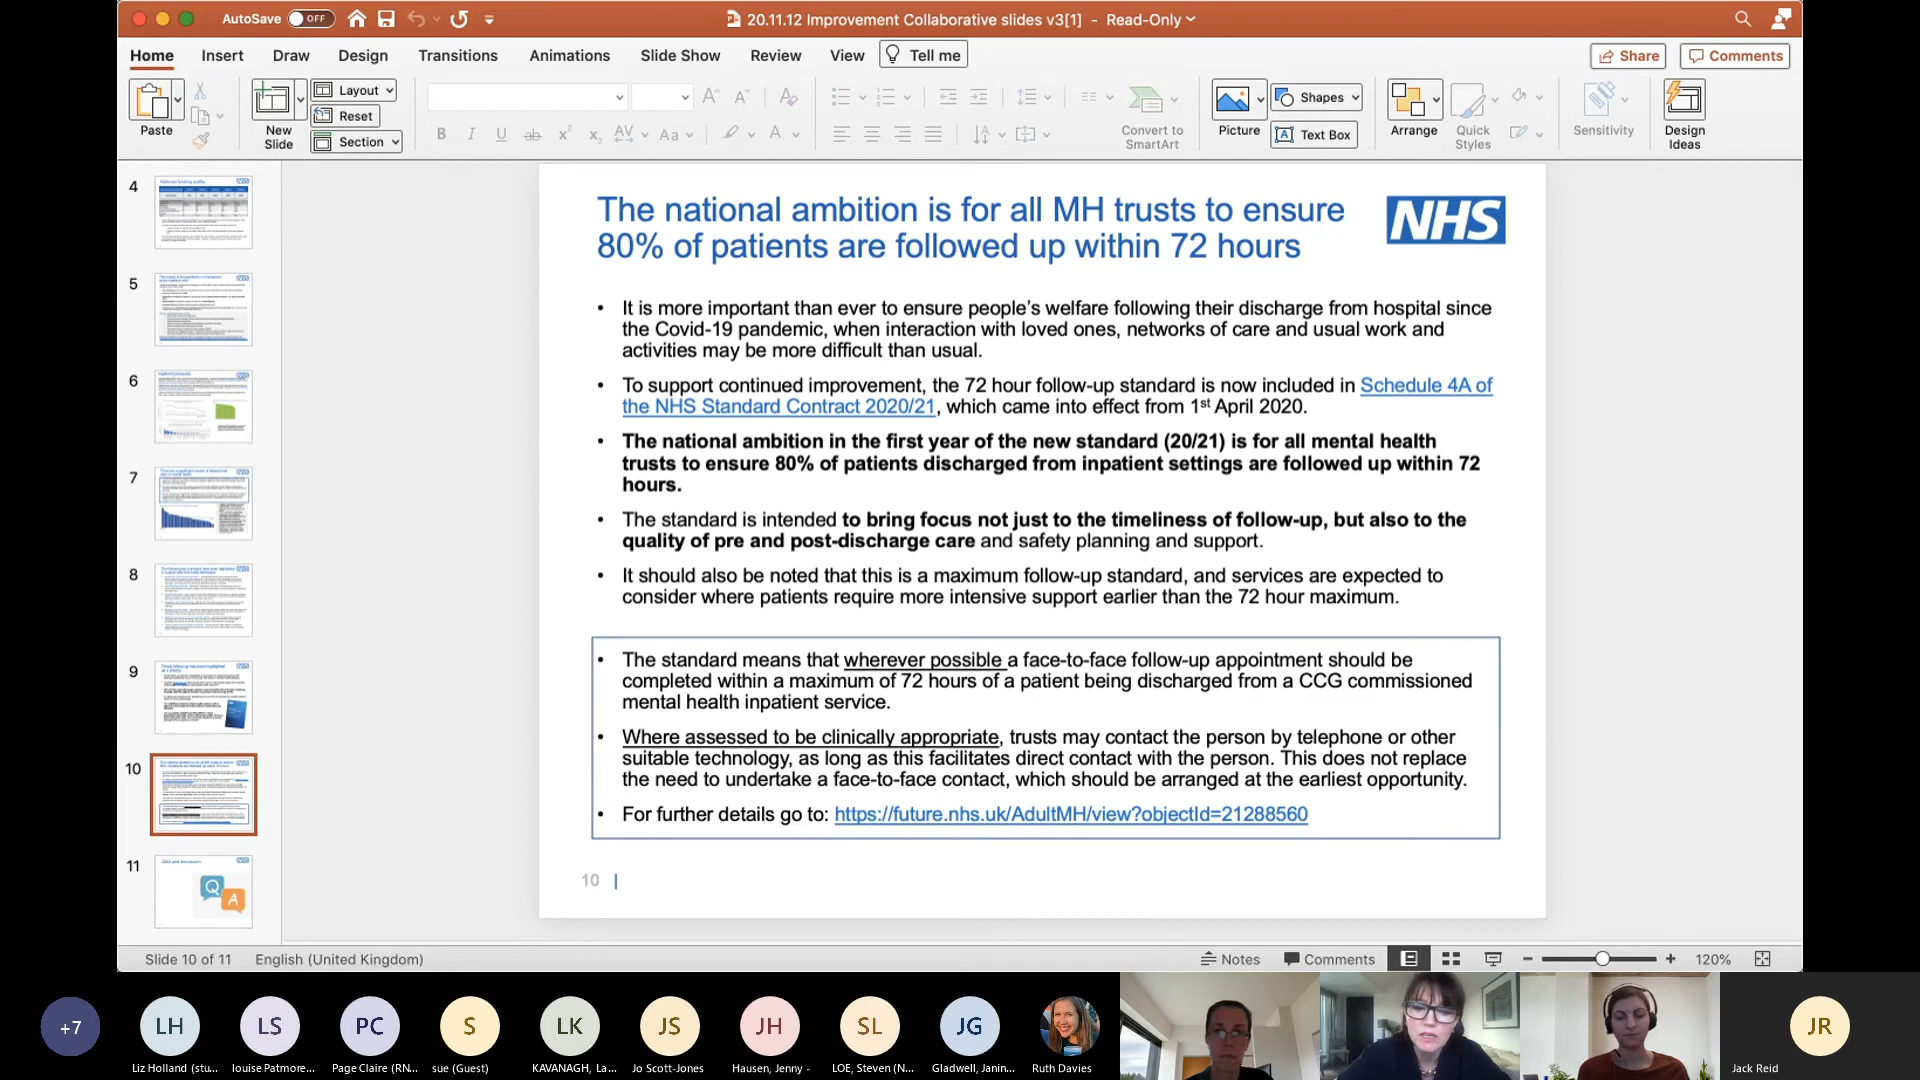 AutoSave OFF
20.11.12 Improvement Collaborative slides v3[1] - Read-Only
Home Insert Draw Design Transitions Animations Slide Show Review View Tell me Share Comments
Paste
New Slide
Layout
Reset
Section
Convert to SmartArt
Picture
Shapes
Text Box
Arrange
Quick Styles
Sensitivity
Design Ideas
4
5
6
7
8
9
10
11
The national ambition is for all MH trusts to ensure
80% of patients are followed up within 72 hours
NHS
• It is more important than ever to ensure people's welfare following their discharge from hospital since
the Covid-19 pandemic, when interaction with loved ones, networks of care and usual work and
activities may be more difficult than usual.
• To support continued improvement, the 72 hour follow-up standard is now included in Schedule 4A of
the NHS Standard Contract 2020/21, which came into effect from 1st April 2020.
• The national ambition in the first year of the new standard (20/21) is for all mental health
trusts to ensure 80% of patients discharged from inpatient settings are followed up within 72
hours.
• The standard is intended to bring focus not just to the timeliness of follow-up, but also to the
quality of pre and post-discharge care and safety planning and support.
• It should also be noted that this is a maximum follow-up standard, and services are expected to
consider where patients require more intensive support earlier than the 72 hour maximum.
• The standard means that wherever possible a face-to-face follow-up appointment should be
completed within a maximum of 72 hours of a patient being discharged from a CCG commissioned
mental health inpatient service.
• Where assessed to be clinically appropriate, trusts may contact the person by telephone or other
suitable technology, as long as this facilitates direct contact with the person. This does not replace
the need to undertake a face-to-face contact, which should be arranged at the earliest opportunity.
• For further details go to: https://future.nhs.uk/AdultMH/view?objectId=21288560
10 |
Slide 10 of 11 English (United Kingdom) Notes Comments 120%
+7 LH LS PC S LK JS JH SL JG JR
Liz Holland (stu... louise Patmore... Page Claire (RN... sue (Guest) KAVANAGH, La... Jo Scott-Jones Hausen, Jenny - LOE, Steven (N... Gladwell, Janin... Ruth Davies Jack Reid